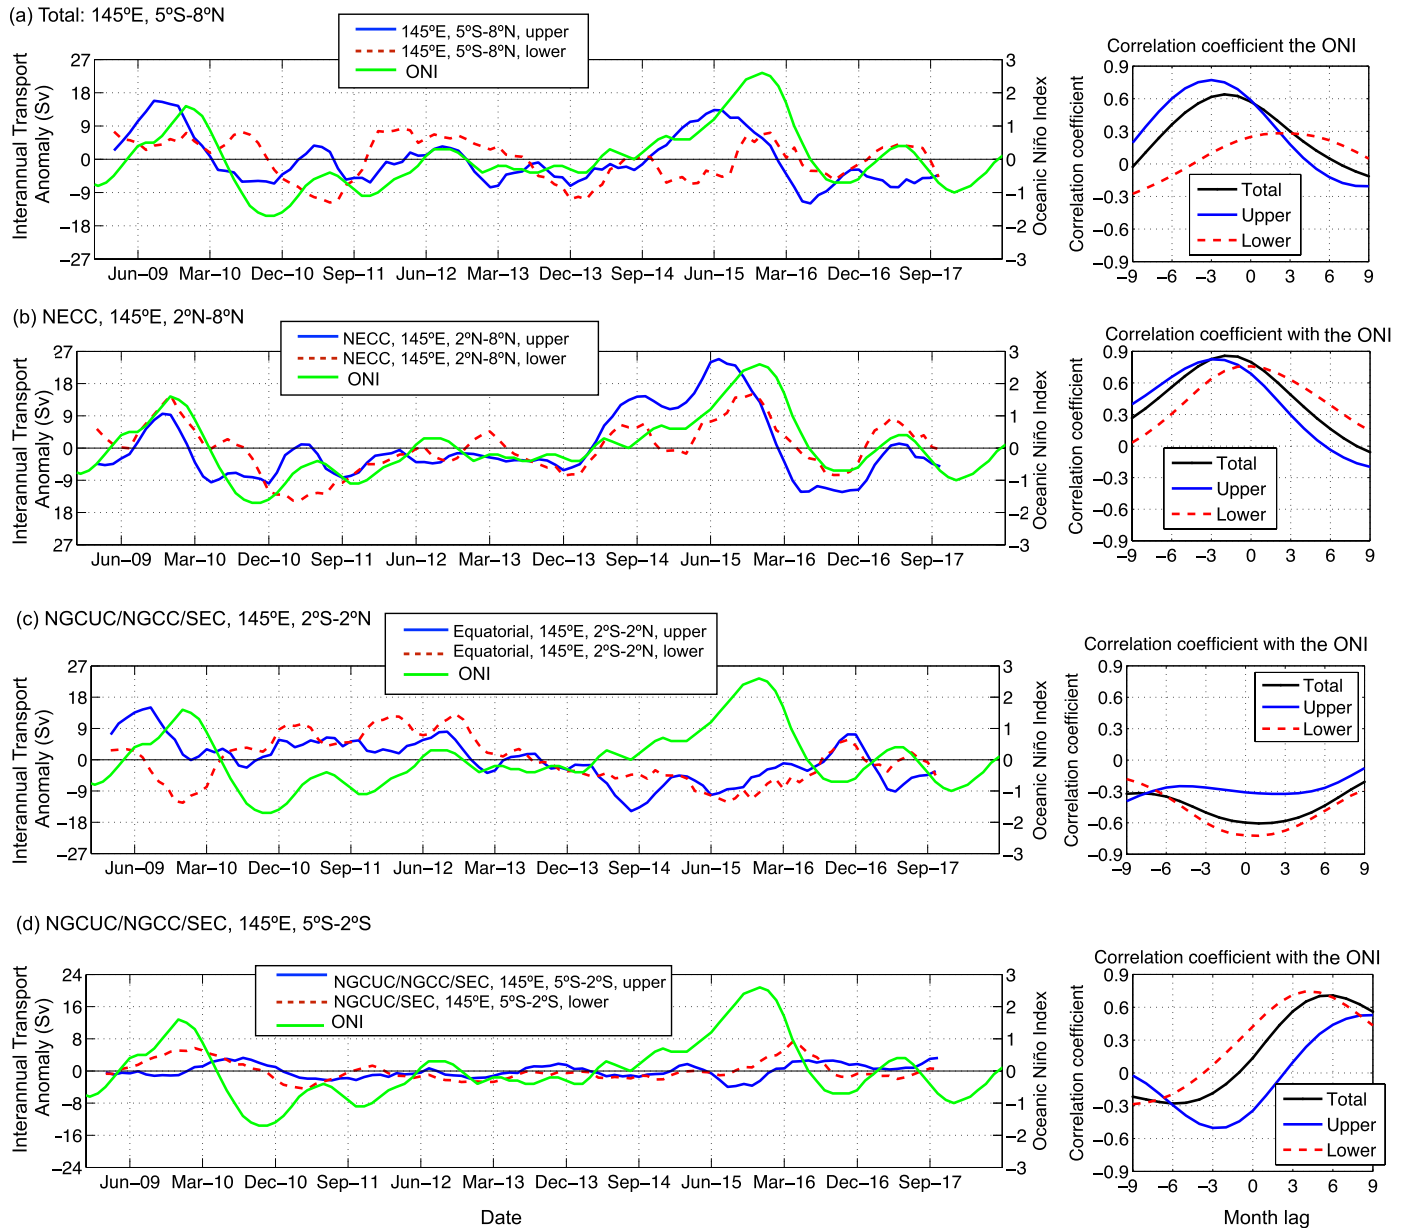 (a) Total: 145ºE, 5ºS-8ºN
145ºE, 5ºS-8ºN, upper
145ºE, 5ºS-8ºN, lower
ONI
Interannual Transport
Anomaly (Sv)
27
18
9
0
−9
−18
−27
3
2
1
0
−1
−2
−3
Oceanic Niño Index
Jun−09 Mar−10 Dec−10 Sep−11 Jun−12 Mar−13 Dec−13 Sep−14 Jun−15 Mar−16 Dec−16 Sep−17
Correlation coefficient the ONI
Correlation coefficient
0.9
0.6
0.3
0
−0.3
−0.6
−0.9
Total
Upper
Lower
−9 −6 −3 0 3 6 9
(b) NECC, 145ºE, 2ºN-8ºN
NECC, 145ºE, 2ºN-8ºN, upper
NECC, 145ºE, 2ºN-8ºN, lower
ONI
Interannual Transport
Anomaly (Sv)
27
18
9
0
−9
18
27
3
2
1
0
−1
−2
−3
Oceanic Niño Index
Jun−09 Mar−10 Dec−10 Sep−11 Jun−12 Mar−13 Dec−13 Sep−14 Jun−15 Mar−16 Dec−16 Sep−17
Correlation coefficient with the ONI
Correlation coefficient
0.9
0.6
0.3
0
−0.3
−0.6
−0.9
Total
Upper
Lower
−9 −6 −3 0 3 6 9
(c) NGCUC/NGCC/SEC, 145ºE, 2ºS-2ºN
Equatorial, 145ºE, 2ºS-2ºN, upper
Equatorial, 145ºE, 2ºS-2ºN, lower
ONI
Interannual Transport
Anomaly (Sv)
27
18
9
0
−9
−18
−27
3
2
1
0
−1
−2
−3
Oceanic Niño Index
Jun−09 Mar−10 Dec−10 Sep−11 Jun−12 Mar−13 Dec−13 Sep−14 Jun−15 Mar−16 Dec−16 Sep−17
Correlation coefficient with the ONI
Correlation coefficient
0.9
0.6
0.3
0
−0.3
−0.6
−0.9
Total
Upper
Lower
−9 −6 −3 0 3 6 9
(d) NGCUC/NGCC/SEC, 145ºE, 5ºS-2ºS
NGCUC/NGCC/SEC, 145ºE, 5ºS-2ºS, upper
NGCUC/SEC, 145ºE, 5ºS-2ºS, lower
ONI
Interannual Transport
Anomaly (Sv)
24
16
8
0
−8
−16
−24
3
2
1
0
−1
−2
−3
Oceanic Niño Index
Jun−09 Mar−10 Dec−10 Sep−11 Jun−12 Mar−13 Dec−13 Sep−14 Jun−15 Mar−16 Dec−16 Sep−17
Date
Correlation coefficient with the ONI
Correlation coefficient
0.9
0.6
0.3
0
−0.3
−0.6
−0.9
Total
Upper
Lower
−9 −6 −3 0 3 6 9
Month lag